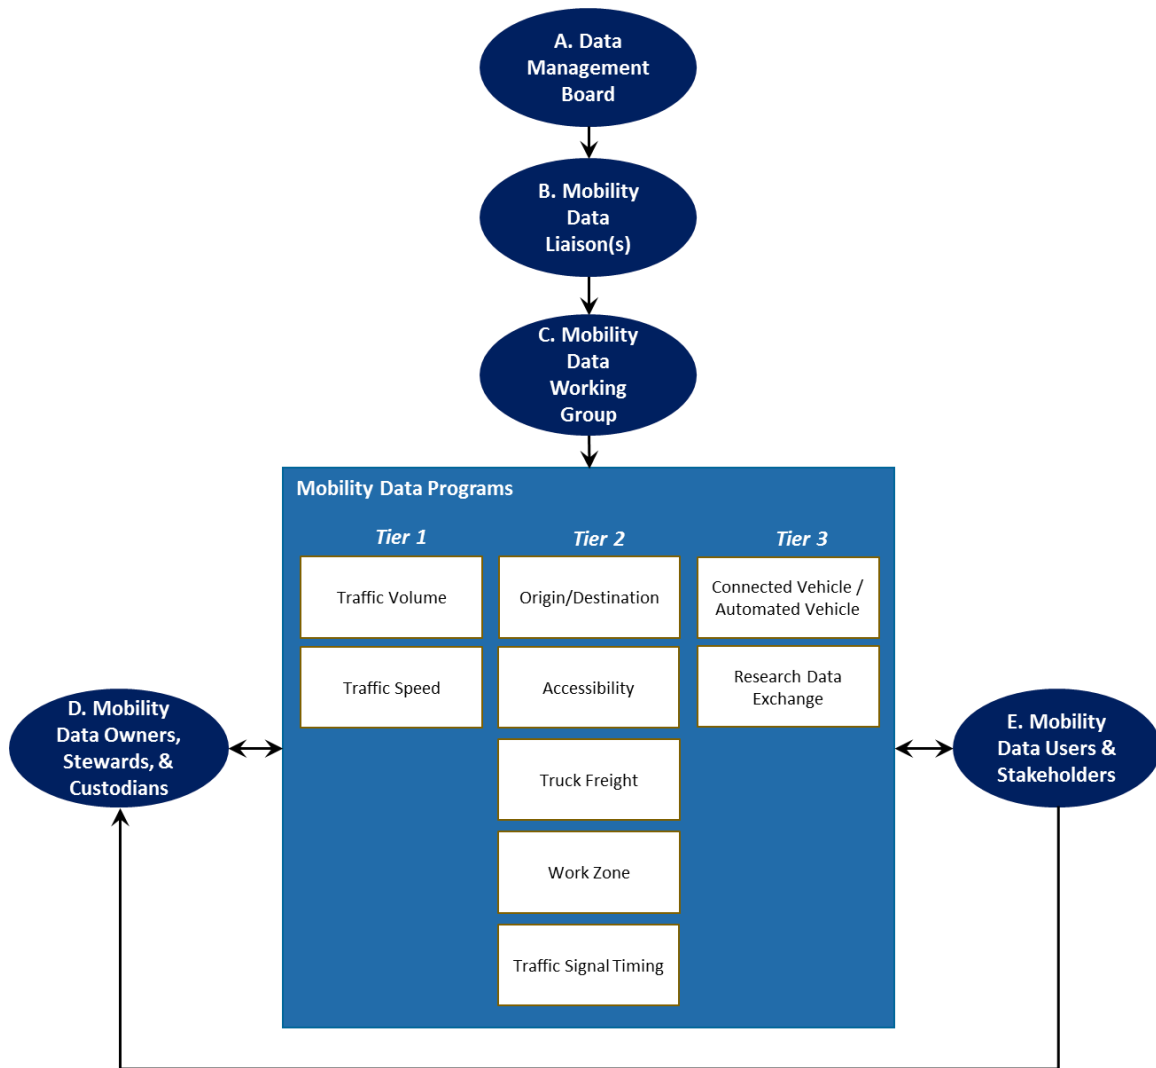 A. Data
Management
Board
B. Mobility
Data
Liaison(s)
C. Mobility
Data
Working
Group
Mobility Data Programs
Tier 1
Tier 2
Tier 3
Traffic Volume
Origin/Destination
Connected Vehicle /
Automated Vehicle
Traffic Speed
Accessibility
Research Data
Exchange
Truck Freight
Work Zone
Traffic Signal Timing
D. Mobility
Data Owners,
Stewards, &
Custodians
E. Mobility
Data Users &
Stakeholders